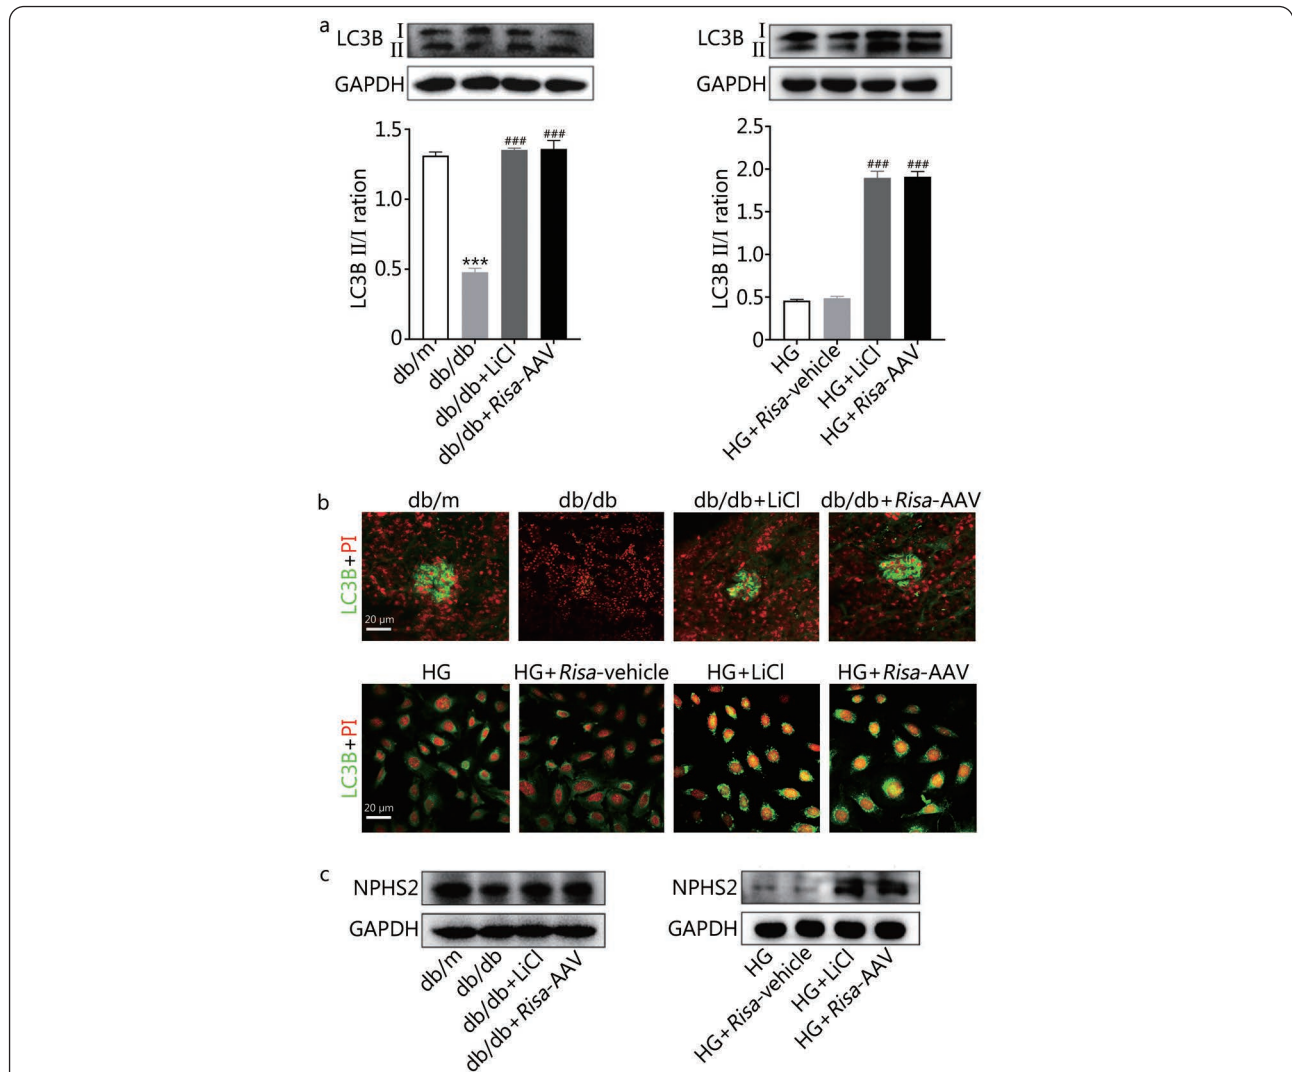 a
LC3B I
II
GAPDH
LC3B II/I ration
1.5
1.0
0.5
0
***
###
###
db/m
db/db
db/db+LiCl
db/db+Risa-AAV
LC3B I
II
GAPDH
LC3B II/I ration
2.5
2.0
1.5
1.0
0.5
0
###
###
HG
HG+Risa-vehicle
HG+LiCl
HG+Risa-AAV
b
db/m db/db db/db+LiCl db/db+Risa-AAV
LC3B+PI
20 μm
HG HG+Risa-vehicle HG+LiCl HG+Risa-AAV
LC3B+PI
20 μm
c
NPHS2
GAPDH
db/m
db/db
db/db+LiCl
db/db+Risa-AAV
NPHS2
GAPDH
HG
HG+Risa-vehicle
HG+LiCl
HG+Risa-AAV